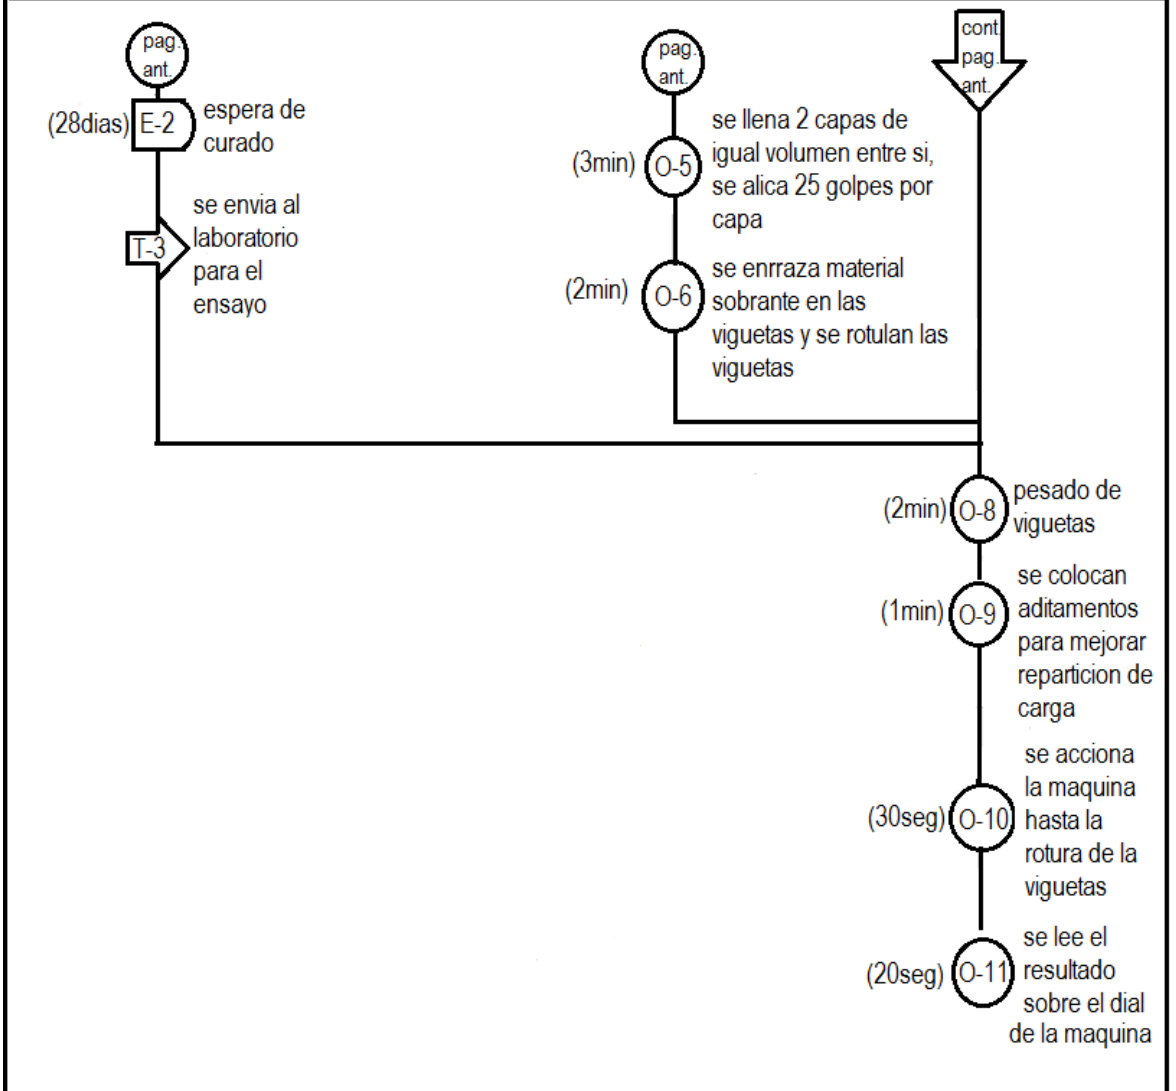 pag.
ant.
(28dias)
E-2
espera de
curado
T-3
se envia al
laboratorio
para el
ensayo
pag.
ant.
(3min)
O-5
se llena 2 capas de
igual volumen entre si,
se alica 25 golpes por
capa
(2min)
O-6
se enrraza material
sobrante en las
viguetas y se rotulan las
viguetas
cont.
pag.
ant.
(2min)
O-8
pesado de
viguetas
(1min)
O-9
se colocan
aditamentos
para mejorar
reparticion de
carga
(30seg)
O-10
se acciona
la maquina
hasta la
rotura de la
viguetas
(20seg)
O-11
se lee el
resultado
sobre el dial
de la maquina